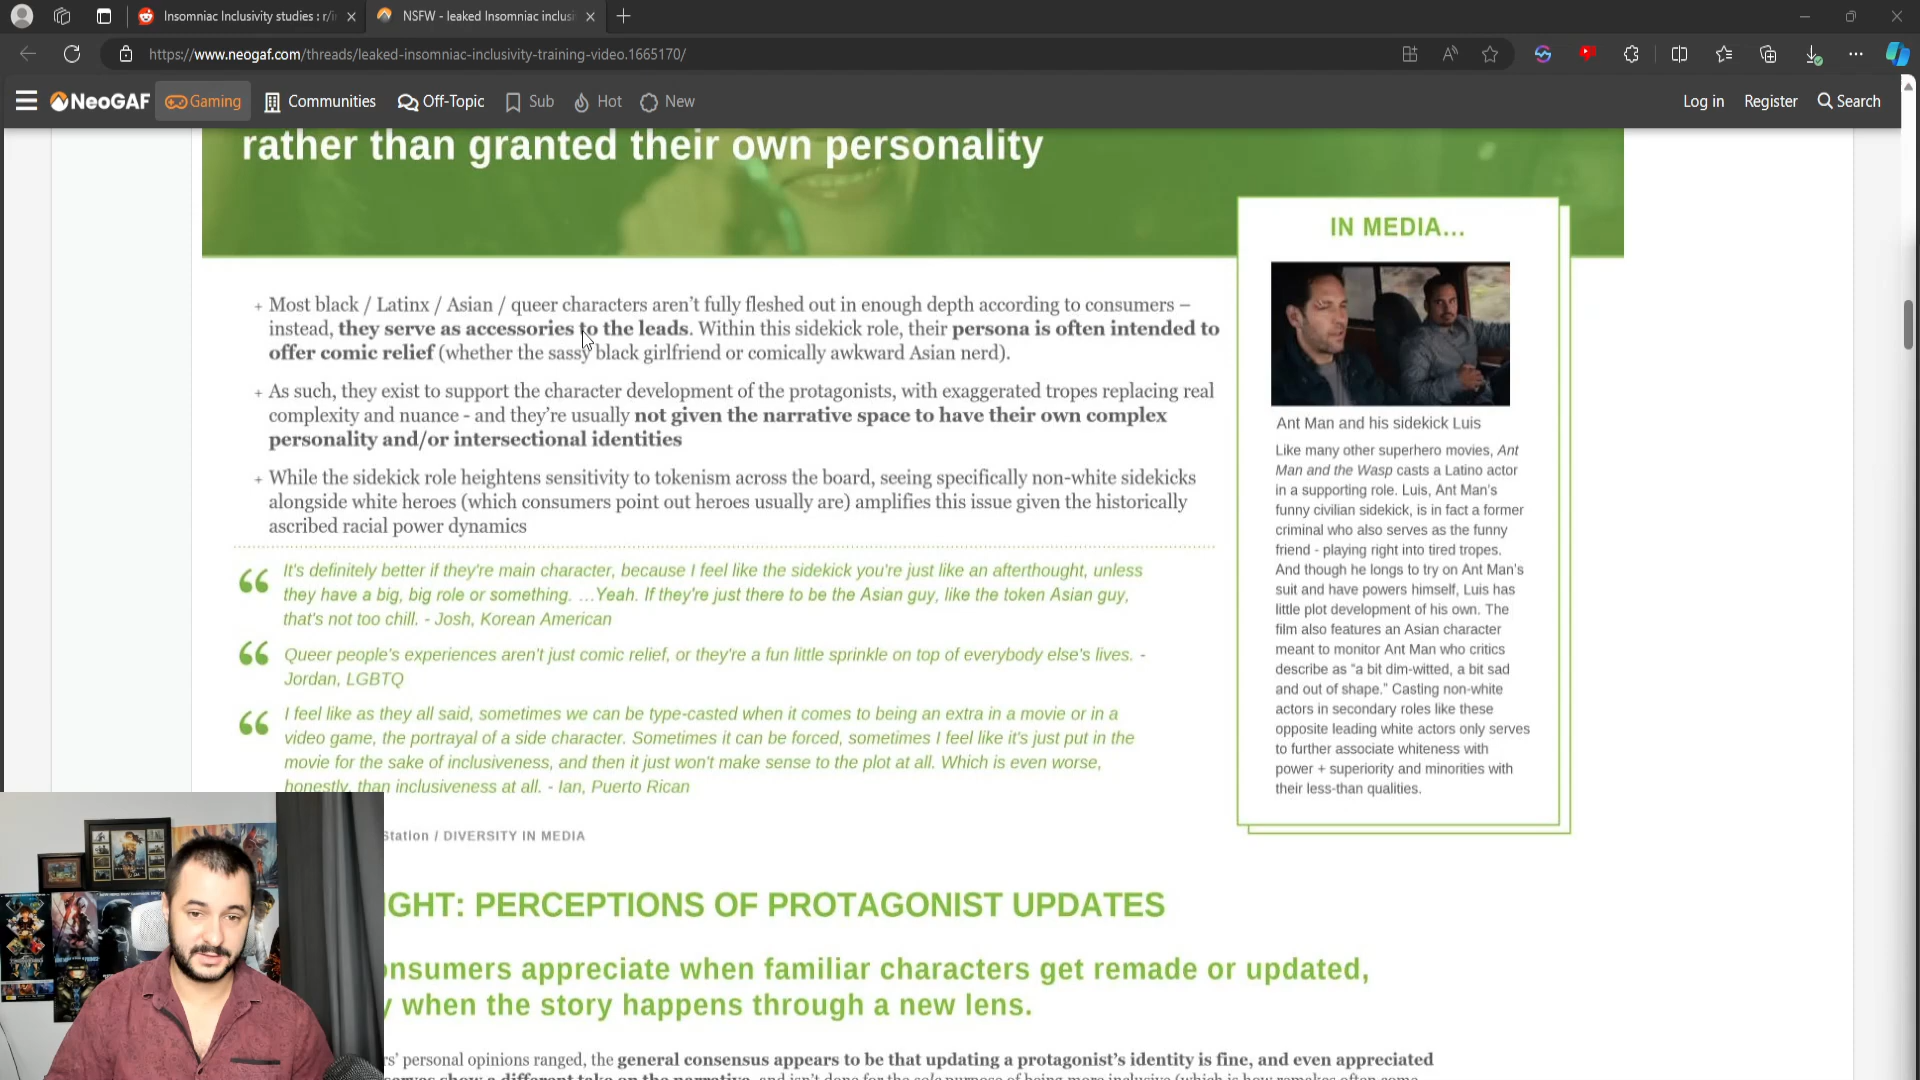 Insomniac Inclusivity studies : r/i
NSFW - leaked Insomniac inclusi
https://www.neogaf.com/threads/leaked-insomniac-inclusivity-training-video.1665170/
NeoGAF
Gaming
Communities
Off-Topic
Sub
Hot
New
Log in
Register
Search
rather than granted their own personality
+ Most black / Latinx / Asian / queer characters aren't fully fleshed out in enough depth according to consumers –
instead, they serve as accessories to the leads. Within this sidekick role, their persona is often intended to
offer comic relief (whether the sassy black girlfriend or comically awkward Asian nerd).
+ As such, they exist to support the character development of the protagonists, with exaggerated tropes replacing real
complexity and nuance - and they're usually not given the narrative space to have their own complex
personality and/or intersectional identities
+ While the sidekick role heightens sensitivity to tokenism across the board, seeing specifically non-white sidekicks
alongside white heroes (which consumers point out heroes usually are) amplifies this issue given the historically
ascribed racial power dynamics
It's definitely better if they're main character, because I feel like the sidekick you're just like an afterthought, unless
they have a big, big role or something. …Yeah. If they're just there to be the Asian guy, like the token Asian guy,
that's not too chill. - Josh, Korean American
Queer people's experiences aren't just comic relief, or they're a fun little sprinkle on top of everybody else's lives. -
Jordan, LGBTQ
I feel like as they all said, sometimes we can be type-casted when it comes to being an extra in a movie or in a
video game, the portrayal of a side character. Sometimes it can be forced, sometimes I feel like it's just put in the
movie for the sake of inclusiveness, and then it just won't make sense to the plot at all. Which is even worse,
honestly, than inclusiveness at all. - Ian, Puerto Rican
IN MEDIA...
Ant Man and his sidekick Luis
Like many other superhero movies, Ant
Man and the Wasp casts a Latino actor
in a supporting role. Luis, Ant Man's
funny civilian sidekick, is in fact a former
criminal who also serves as the funny
friend - playing right into tired tropes.
And though he longs to try on Ant Man's
suit and have powers himself, Luis has
little plot development of his own. The
film also features an Asian character
meant to monitor Ant Man who critics
describe as "a bit dim-witted, a bit sad
and out of shape." Casting non-white
actors in secondary roles like these
opposite leading white actors only serves
to further associate whiteness with
power + superiority and minorities with
their less-than qualities.
Station / DIVERSITY IN MEDIA
IGHT: PERCEPTIONS OF PROTAGONIST UPDATES
onsumers appreciate when familiar characters get remade or updated,
y when the story happens through a new lens.
rs' personal opinions ranged, the general consensus appears to be that updating a protagonist's identity is fine, and even appreciated
show a different take on the narrative, and isn't done for the sole purpose of being more inclusive (which is how remakes often come